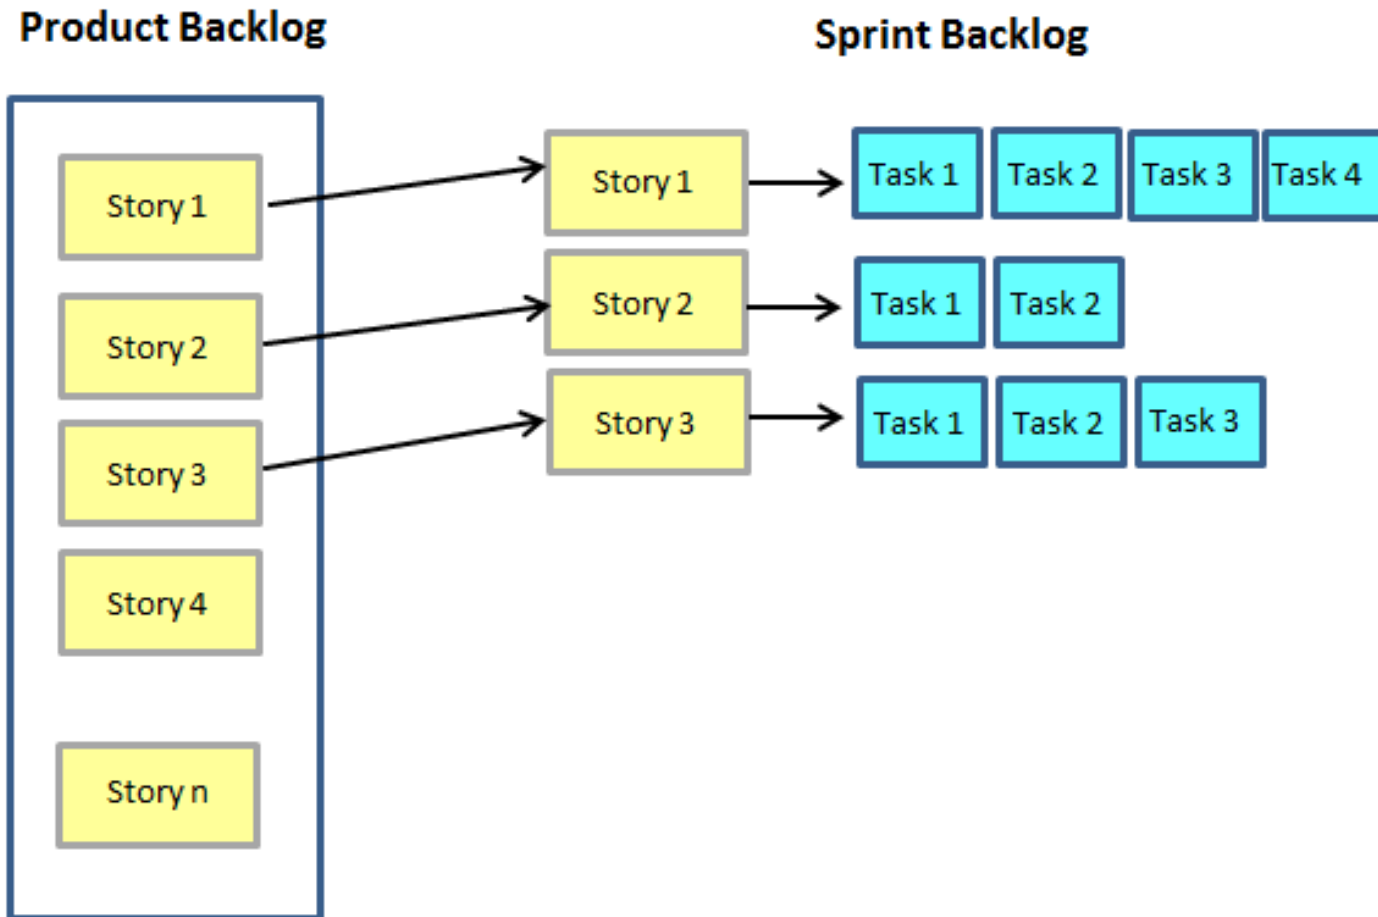 Product Backlog
Sprint Backlog
Story 1
Story 1
Task 1
Task 2
Task 3
Task 4
Story 2
Story 2
Task 1
Task 2
Story 3
Story 3
Task 1
Task 2
Task 3
Story 4
Story n